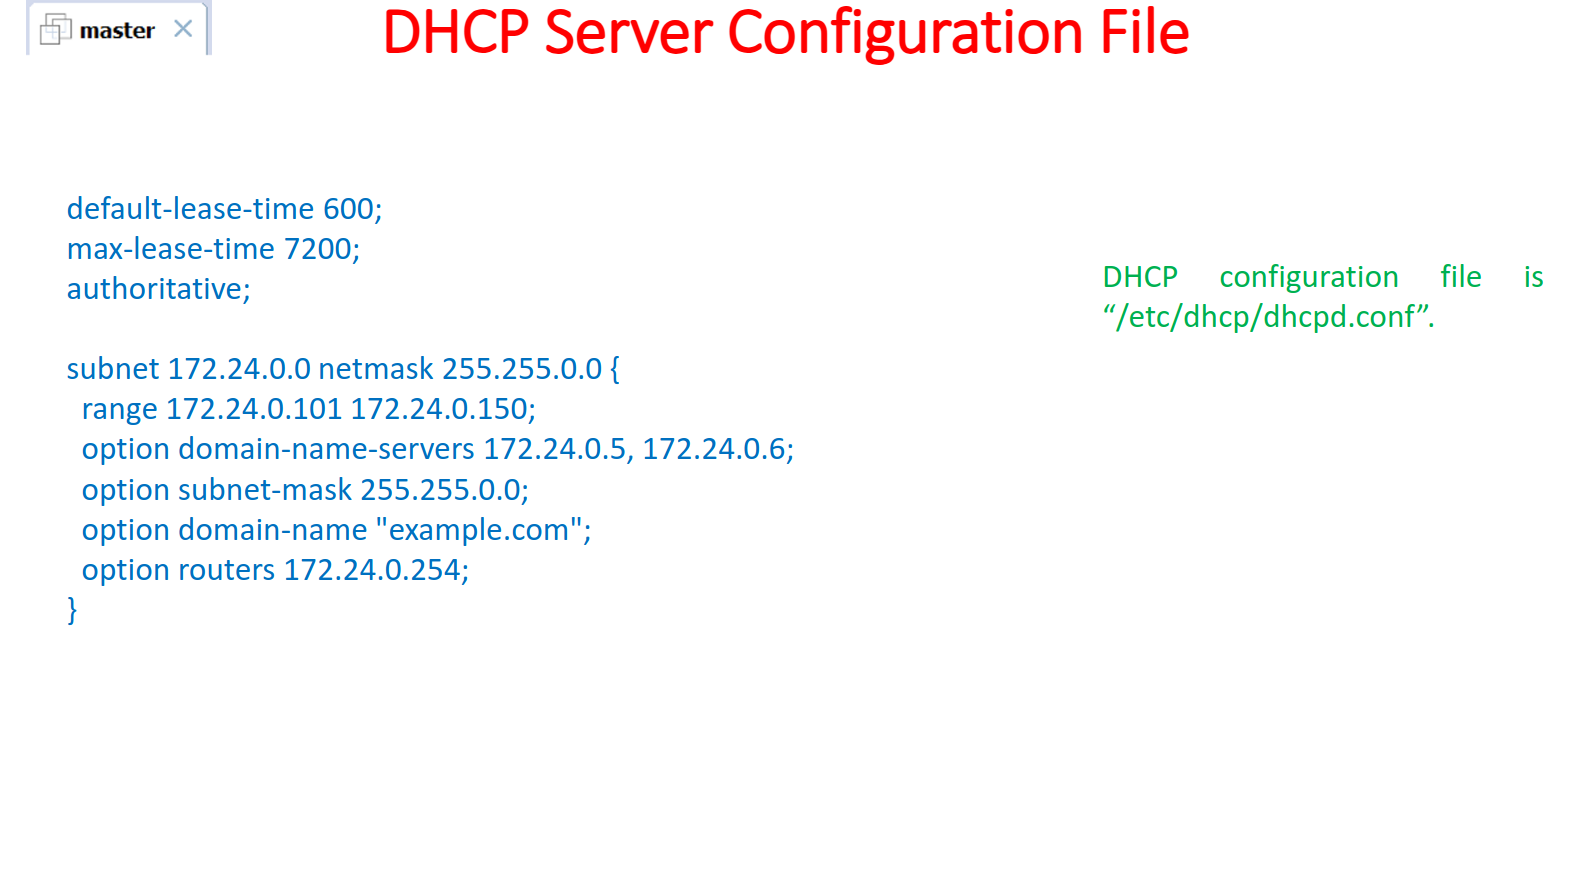 master
DHCP Server Configuration File
default-lease-time 600;
max-lease-time 7200;
authoritative;
DHCP configuration file is
“/etc/dhcp/dhcpd.conf”.
subnet 172.24.0.0 netmask 255.255.0.0 {
range 172.24.0.101 172.24.0.150;
option domain-name-servers 172.24.0.5, 172.24.0.6;
option subnet-mask 255.255.0.0;
option domain-name "example.com";
option routers 172.24.0.254;
}